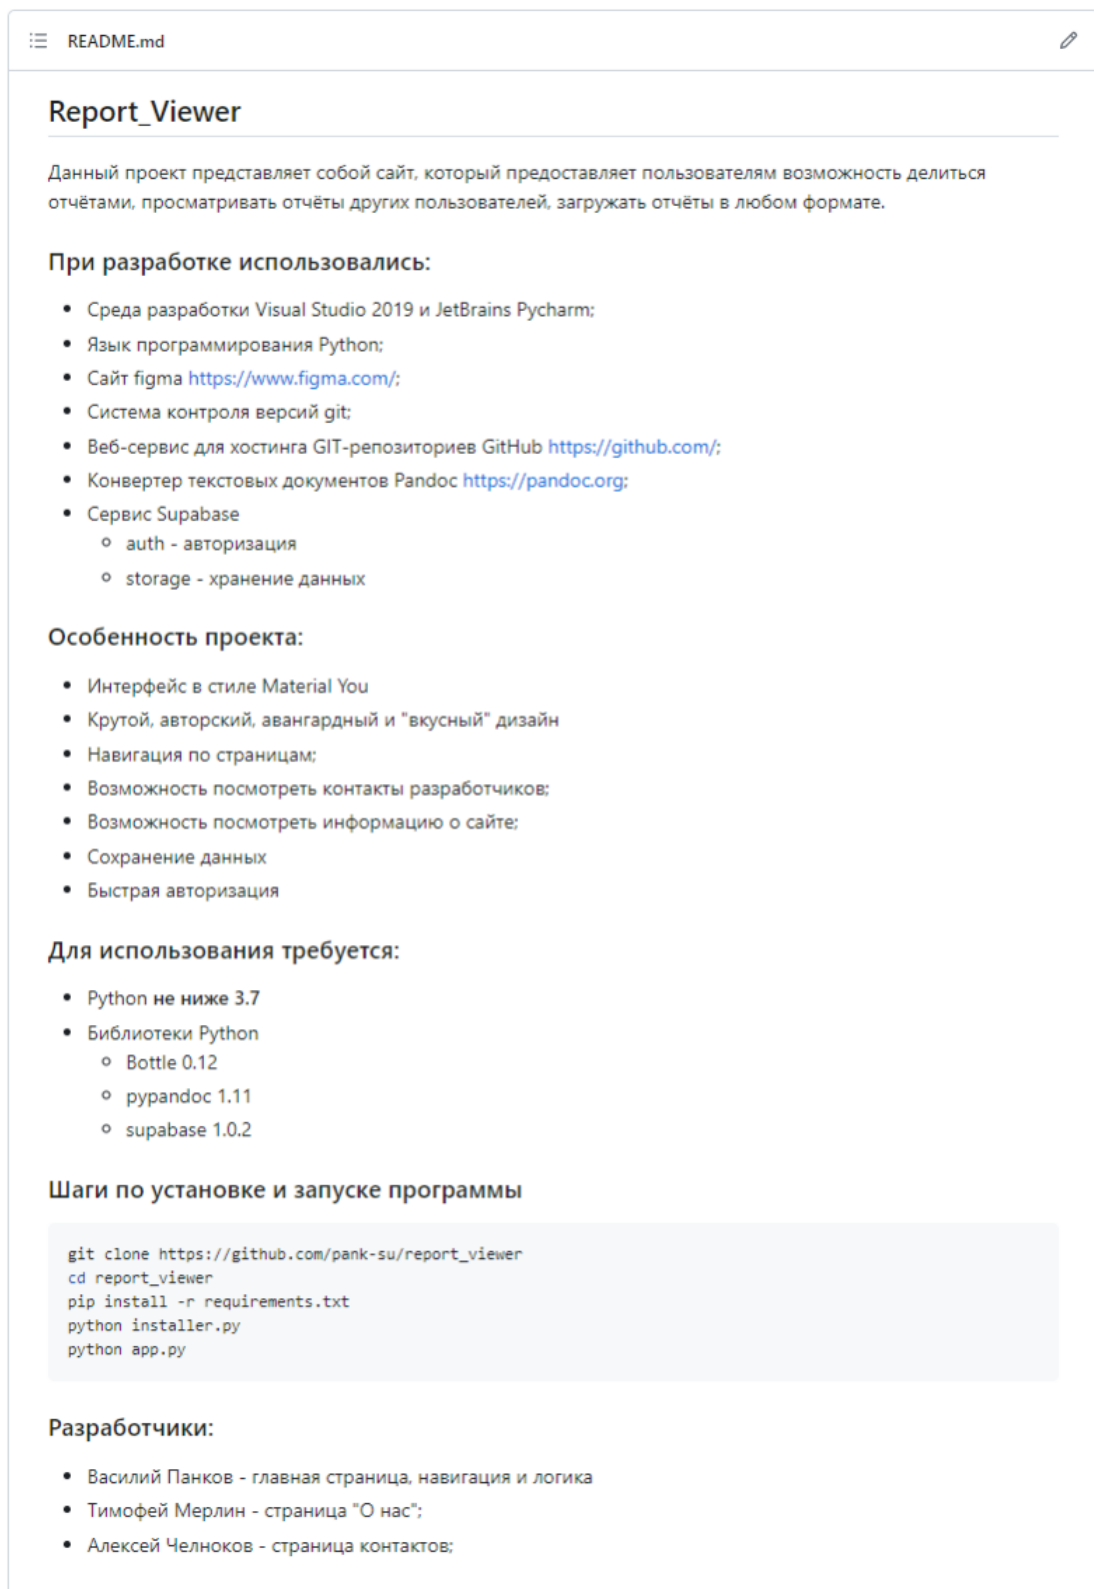 README.md
Report_Viewer
Данный проект представляет собой сайт, который предоставляет пользователям возможность делиться
отчётами, просматривать отчёты других пользователей, загружать отчёты в любом формате.
При разработке использовались:
Среда разработки Visual Studio 2019 и JetBrains Pycharm;
Язык программирования Python;
Сайт figma https://www.figma.com/;
Система контроля версий git;
Веб-сервис для хостинга GIT-репозиториев GitHub https://github.com/;
Конвертер текстовых документов Pandoc https://pandoc.org;
Сервис Supabase
auth - авторизация
storage - хранение данных
Особенность проекта:
Интерфейс в стиле Material You
Крутой, авторский, авангардный и "вкусный" дизайн
Навигация по страницам;
Возможность посмотреть контакты разработчиков;
Возможность посмотреть информацию о сайте;
Сохранение данных
Быстрая авторизация
Для использования требуется:
Python не ниже 3.7
Библиотеки Python
Bottle 0.12
pypandoc 1.11
supabase 1.0.2
Шаги по установке и запуске программы
git clone https://github.com/pank-su/report_viewer
cd report_viewer
pip install -r requirements.txt
python installer.py
python app.py
Разработчики:
Василий Панков - главная страница, навигация и логика
Тимофей Мерлин - страница "О нас";
Алексей Челноков - страница контактов;